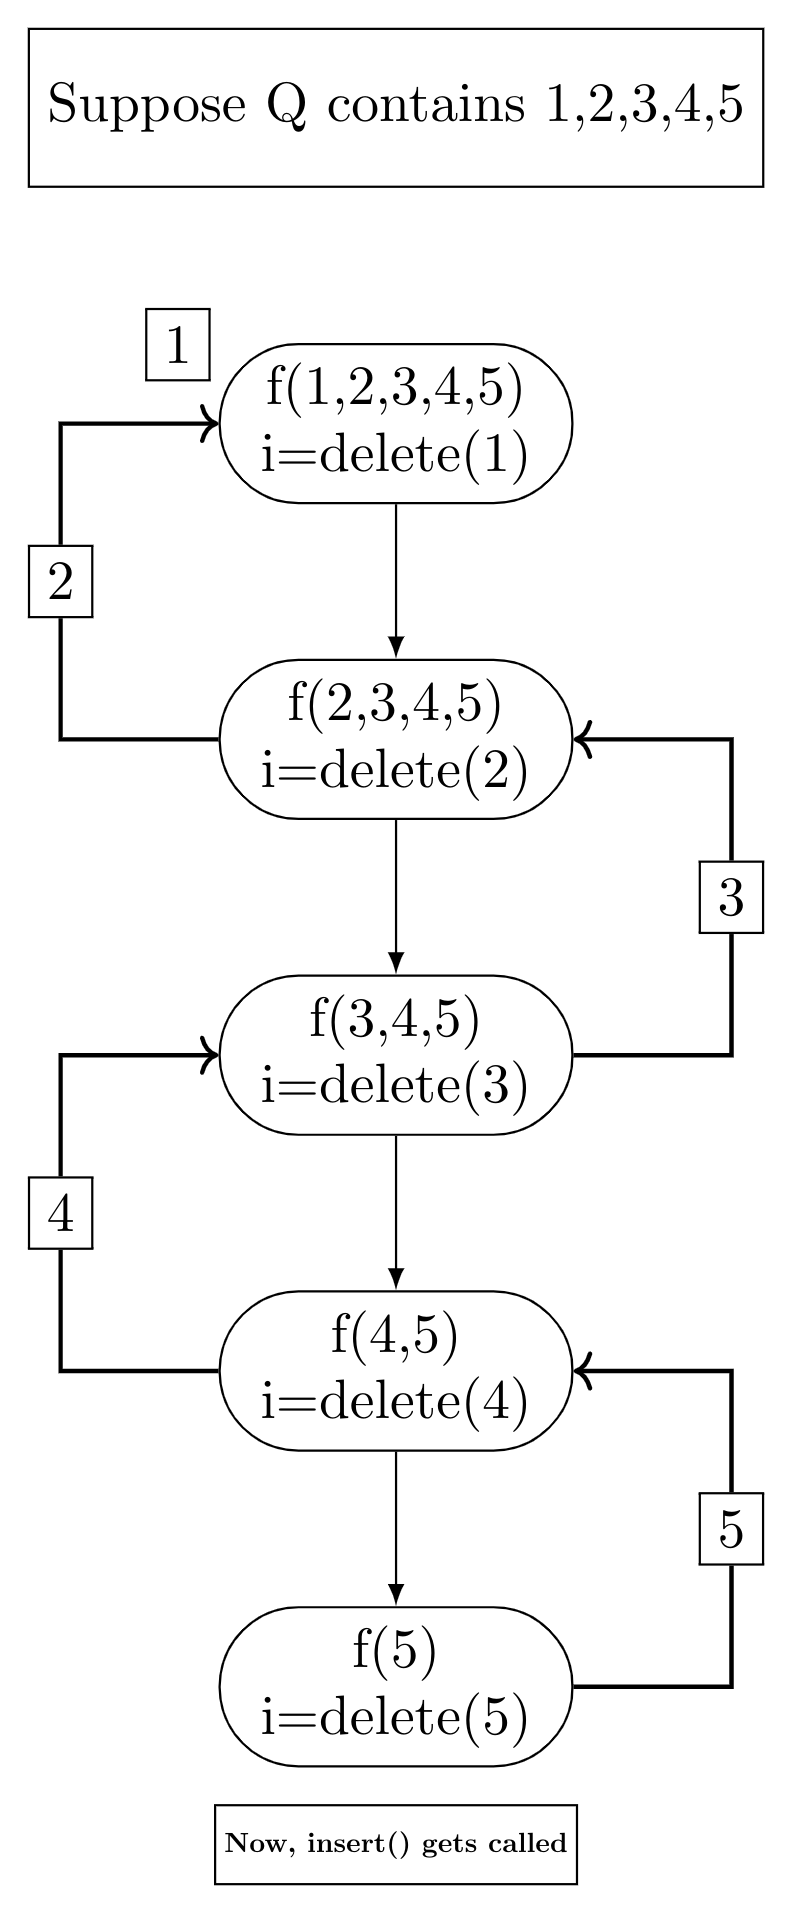 Suppose Q contains 1,2,3,4,5
1
f(1,2,3,4,5)
i=delete(1)
2
f(2,3,4,5)
i=delete(2)
3
f(3,4,5)
i=delete(3)
4
f(4,5)
i=delete(4)
5
f(5)
i=delete(5)
Now, insert() gets called